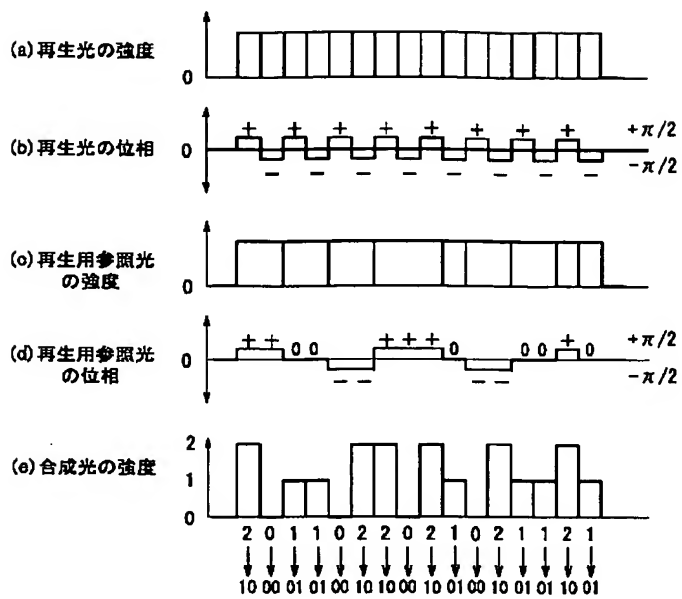 (a)再生光の強度
0
+ + + + + + + +
+π/2
(b)再生光の位相
0
-π/2
− − − − − − − −
(c)再生用参照光
の強度
0
+ + 0 0 + + + 0 0 0 + 0
+π/2
(d)再生用参照光
の位相
0
-π/2
− − − −
(e)合成光の強度
2
1
0
2 0 1 1 0 2 2 0 2 1 0 2 1 1 2 1
10 00 01 01 00 10 10 00 10 01 00 10 01 01 10 01